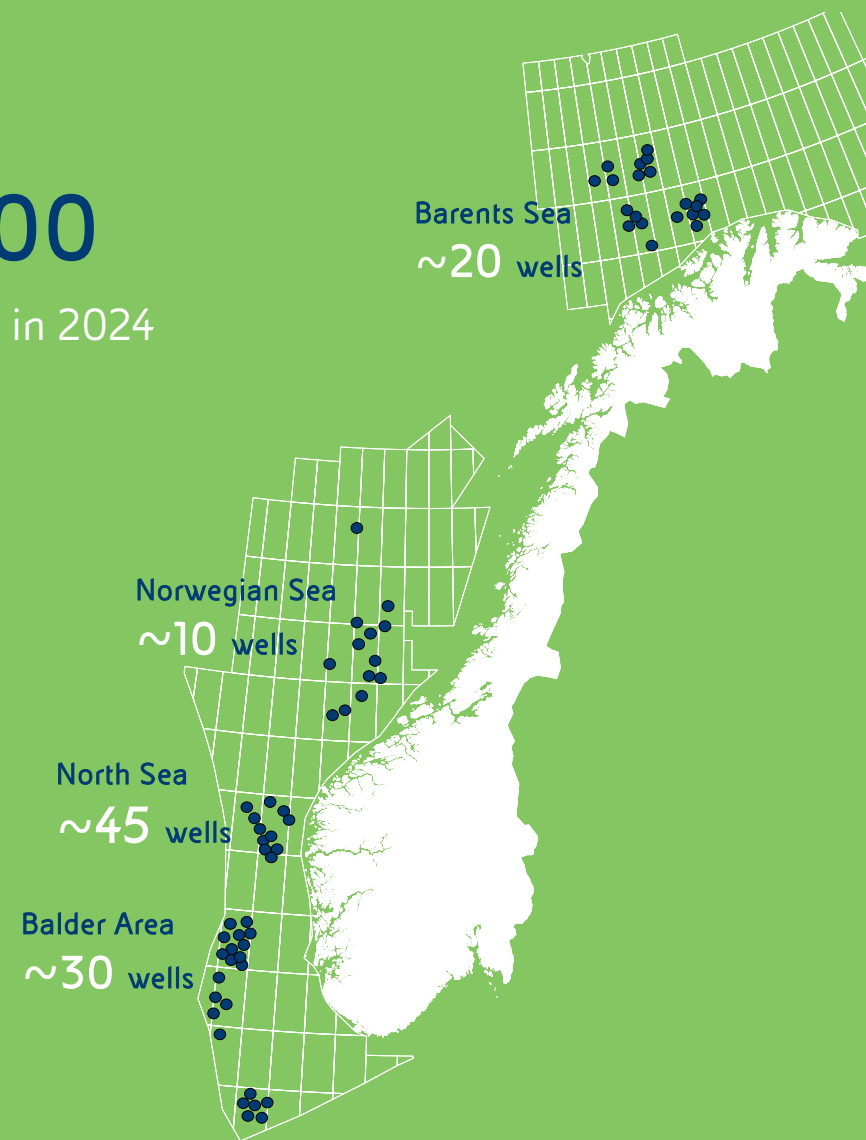 00
in 2024
Barents Sea
~20 wells
Norwegian Sea
~10 wells
North Sea
~45 wells
Balder Area
~30 wells